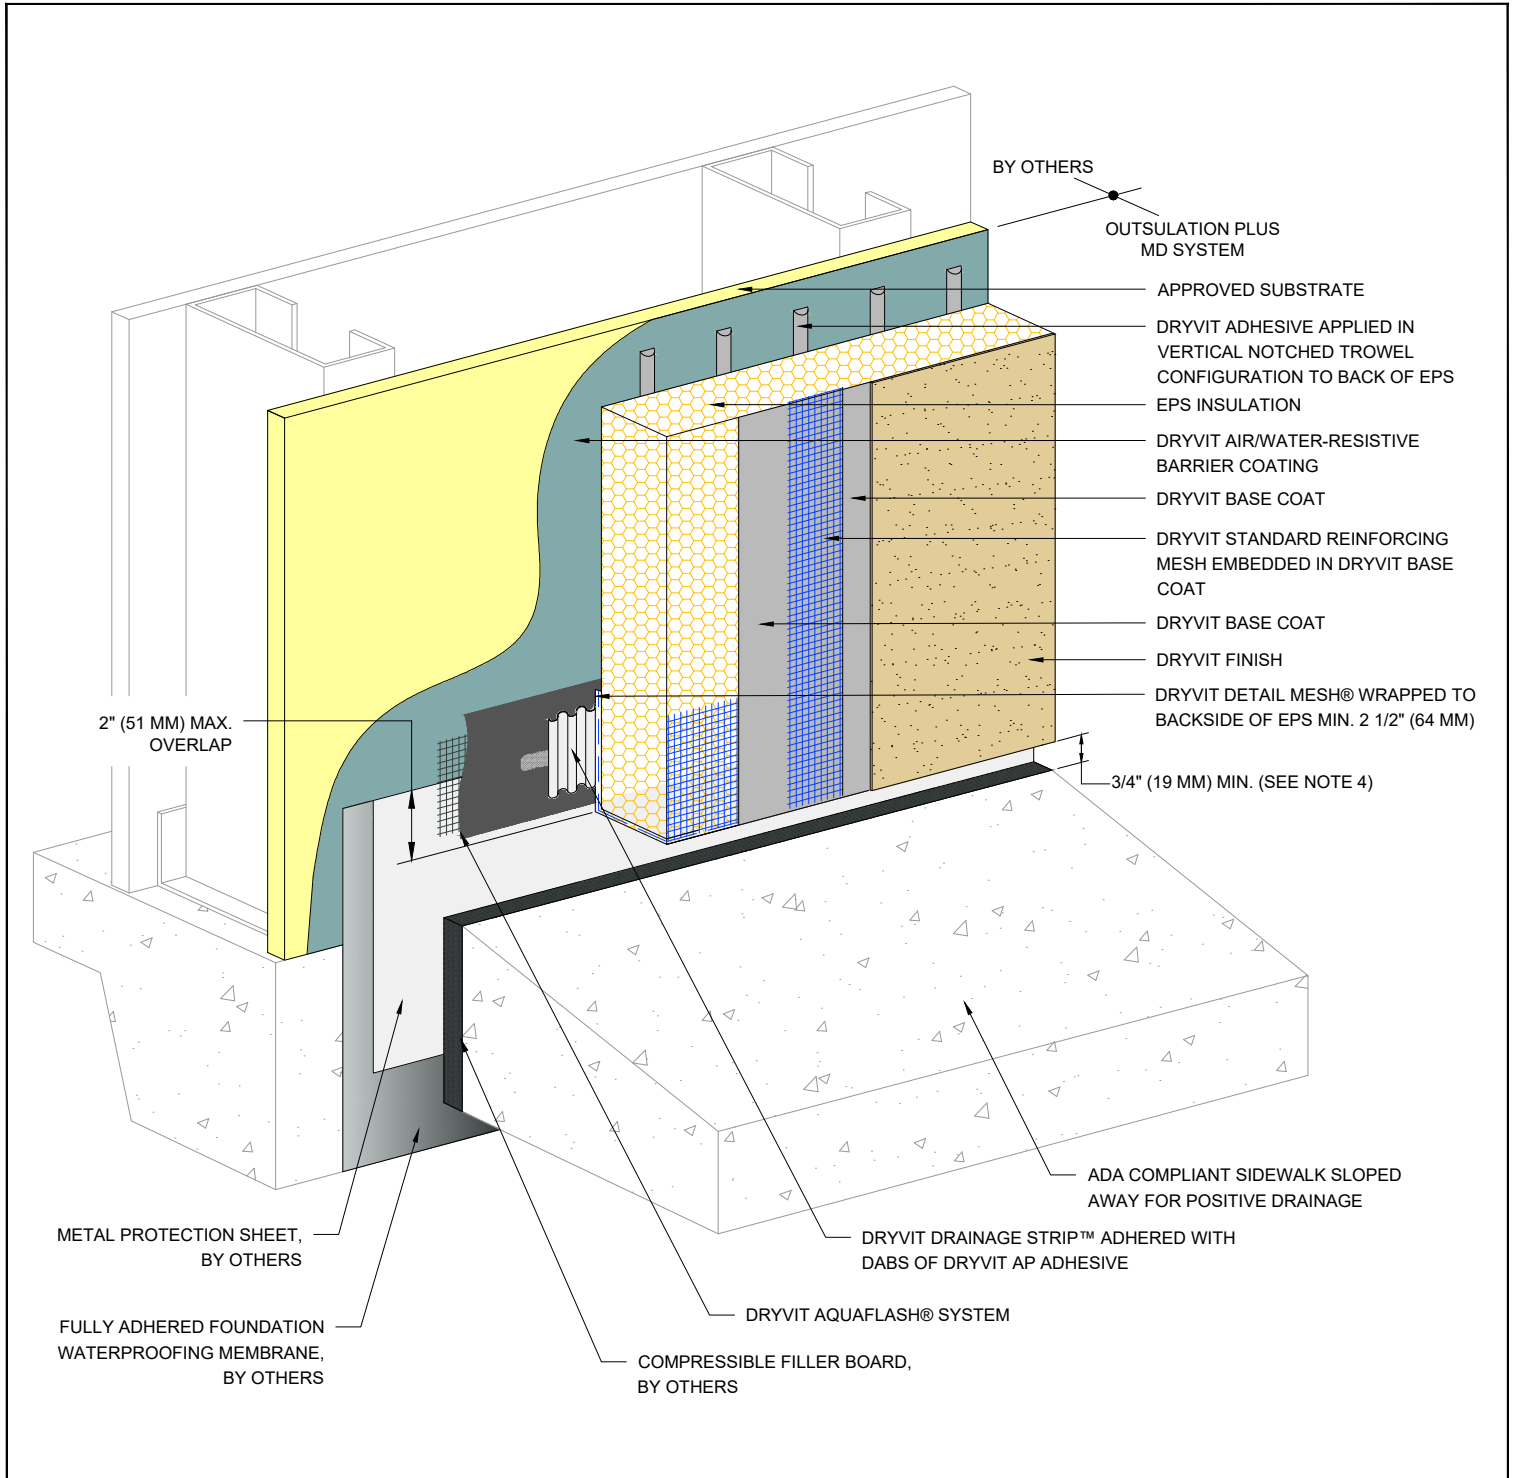 BY OTHERS
OUTSULATION PLUS
MD SYSTEM
APPROVED SUBSTRATE
DRYVIT ADHESIVE APPLIED IN
VERTICAL NOTCHED TROWEL
CONFIGURATION TO BACK OF EPS
EPS INSULATION
DRYVIT AIR/WATER-RESISTIVE
BARRIER COATING
DRYVIT BASE COAT
DRYVIT STANDARD REINFORCING
MESH EMBEDDED IN DRYVIT BASE
COAT
DRYVIT BASE COAT
DRYVIT FINISH
DRYVIT DETAIL MESH® WRAPPED TO
BACKSIDE OF EPS MIN. 2 1/2" (64 MM)
2" (51 MM) MAX.
OVERLAP
3/4" (19 MM) MIN. (SEE NOTE 4)
ADA COMPLIANT SIDEWALK SLOPED
AWAY FOR POSITIVE DRAINAGE
METAL PROTECTION SHEET,
BY OTHERS
DRYVIT DRAINAGE STRIP™ ADHERED WITH
DABS OF DRYVIT AP ADHESIVE
DRYVIT AQUAFLASH® SYSTEM
FULLY ADHERED FOUNDATION
WATERPROOFING MEMBRANE,
BY OTHERS
COMPRESSIBLE FILLER BOARD,
BY OTHERS